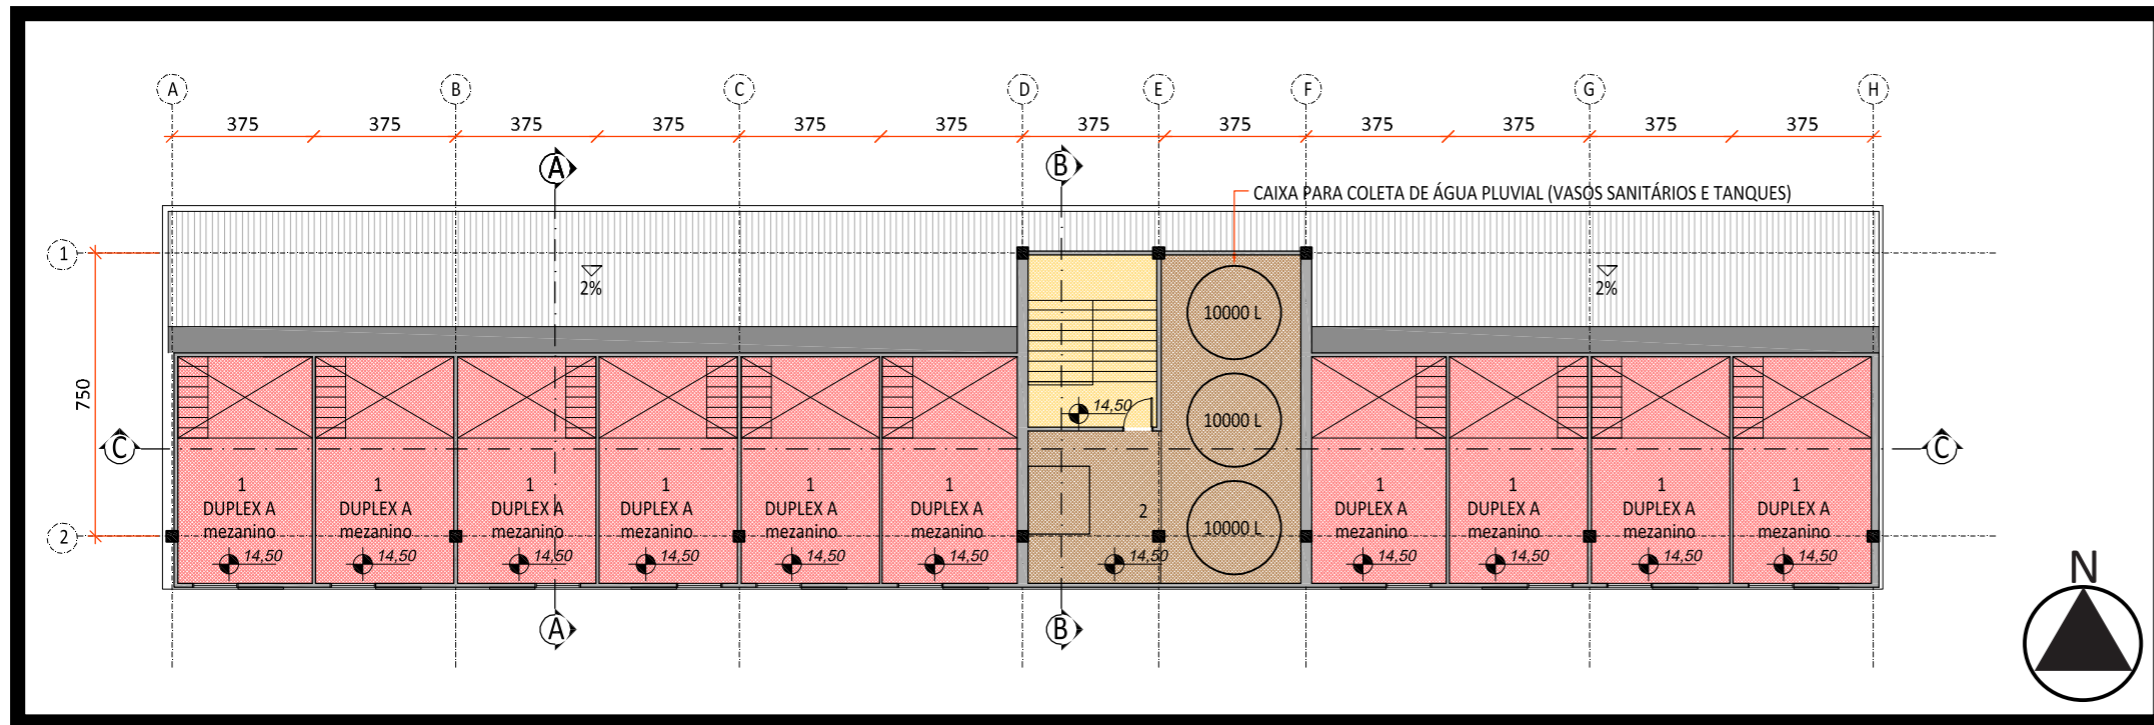 A B C D E F G H
375 375 375 375 375 375 375 375 375 375 375 375
A B
CAIXA PARA COLETA DE ÁGUA PLUVIAL (VASOS SANITÁRIOS E TANQUES)
1
2% 2%
10000 L
750
14,50
10000 L
C C
1 1 1 1 1 1 1 1 1 1
DUPLEX A DUPLEX A DUPLEX A DUPLEX A DUPLEX A DUPLEX A DUPLEX A DUPLEX A DUPLEX A DUPLEX A
2
10000 L
mezanino mezanino mezanino mezanino mezanino mezanino mezanino mezanino mezanino mezanino
2
14,50 14,50 14,50 14,50 14,50 14,50 14,50 14,50 14,50 14,50 14,50
N
A B